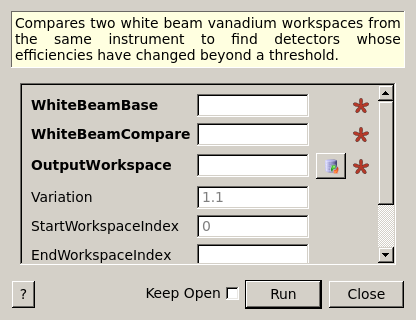 Compares two white beam vanadium workspaces from
the same instrument to find detectors whose
efficiencies have changed beyond a threshold.
WhiteBeamBase
WhiteBeamCompare
OutputWorkspace
Variation 1.1
StartWorkspaceIndex 0
EndWorkspaceIndex
? Keep Open Run Close